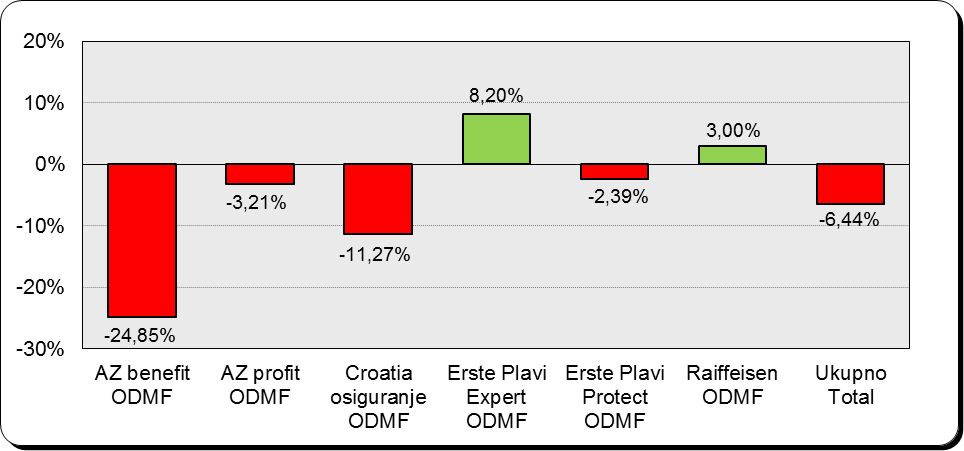 20%
10%
0%
-10%
-20%
-30%
-24,85%
-3,21%
-11,27%
8,20%
-2,39%
3,00%
-6,44%
AZ benefit
ODMF
AZ profit
ODMF
Croatia
osiguranje
ODMF
Erste Plavi
Expert
ODMF
Erste Plavi
Protect
ODMF
Raiffeisen
ODMF
Ukupno
Total